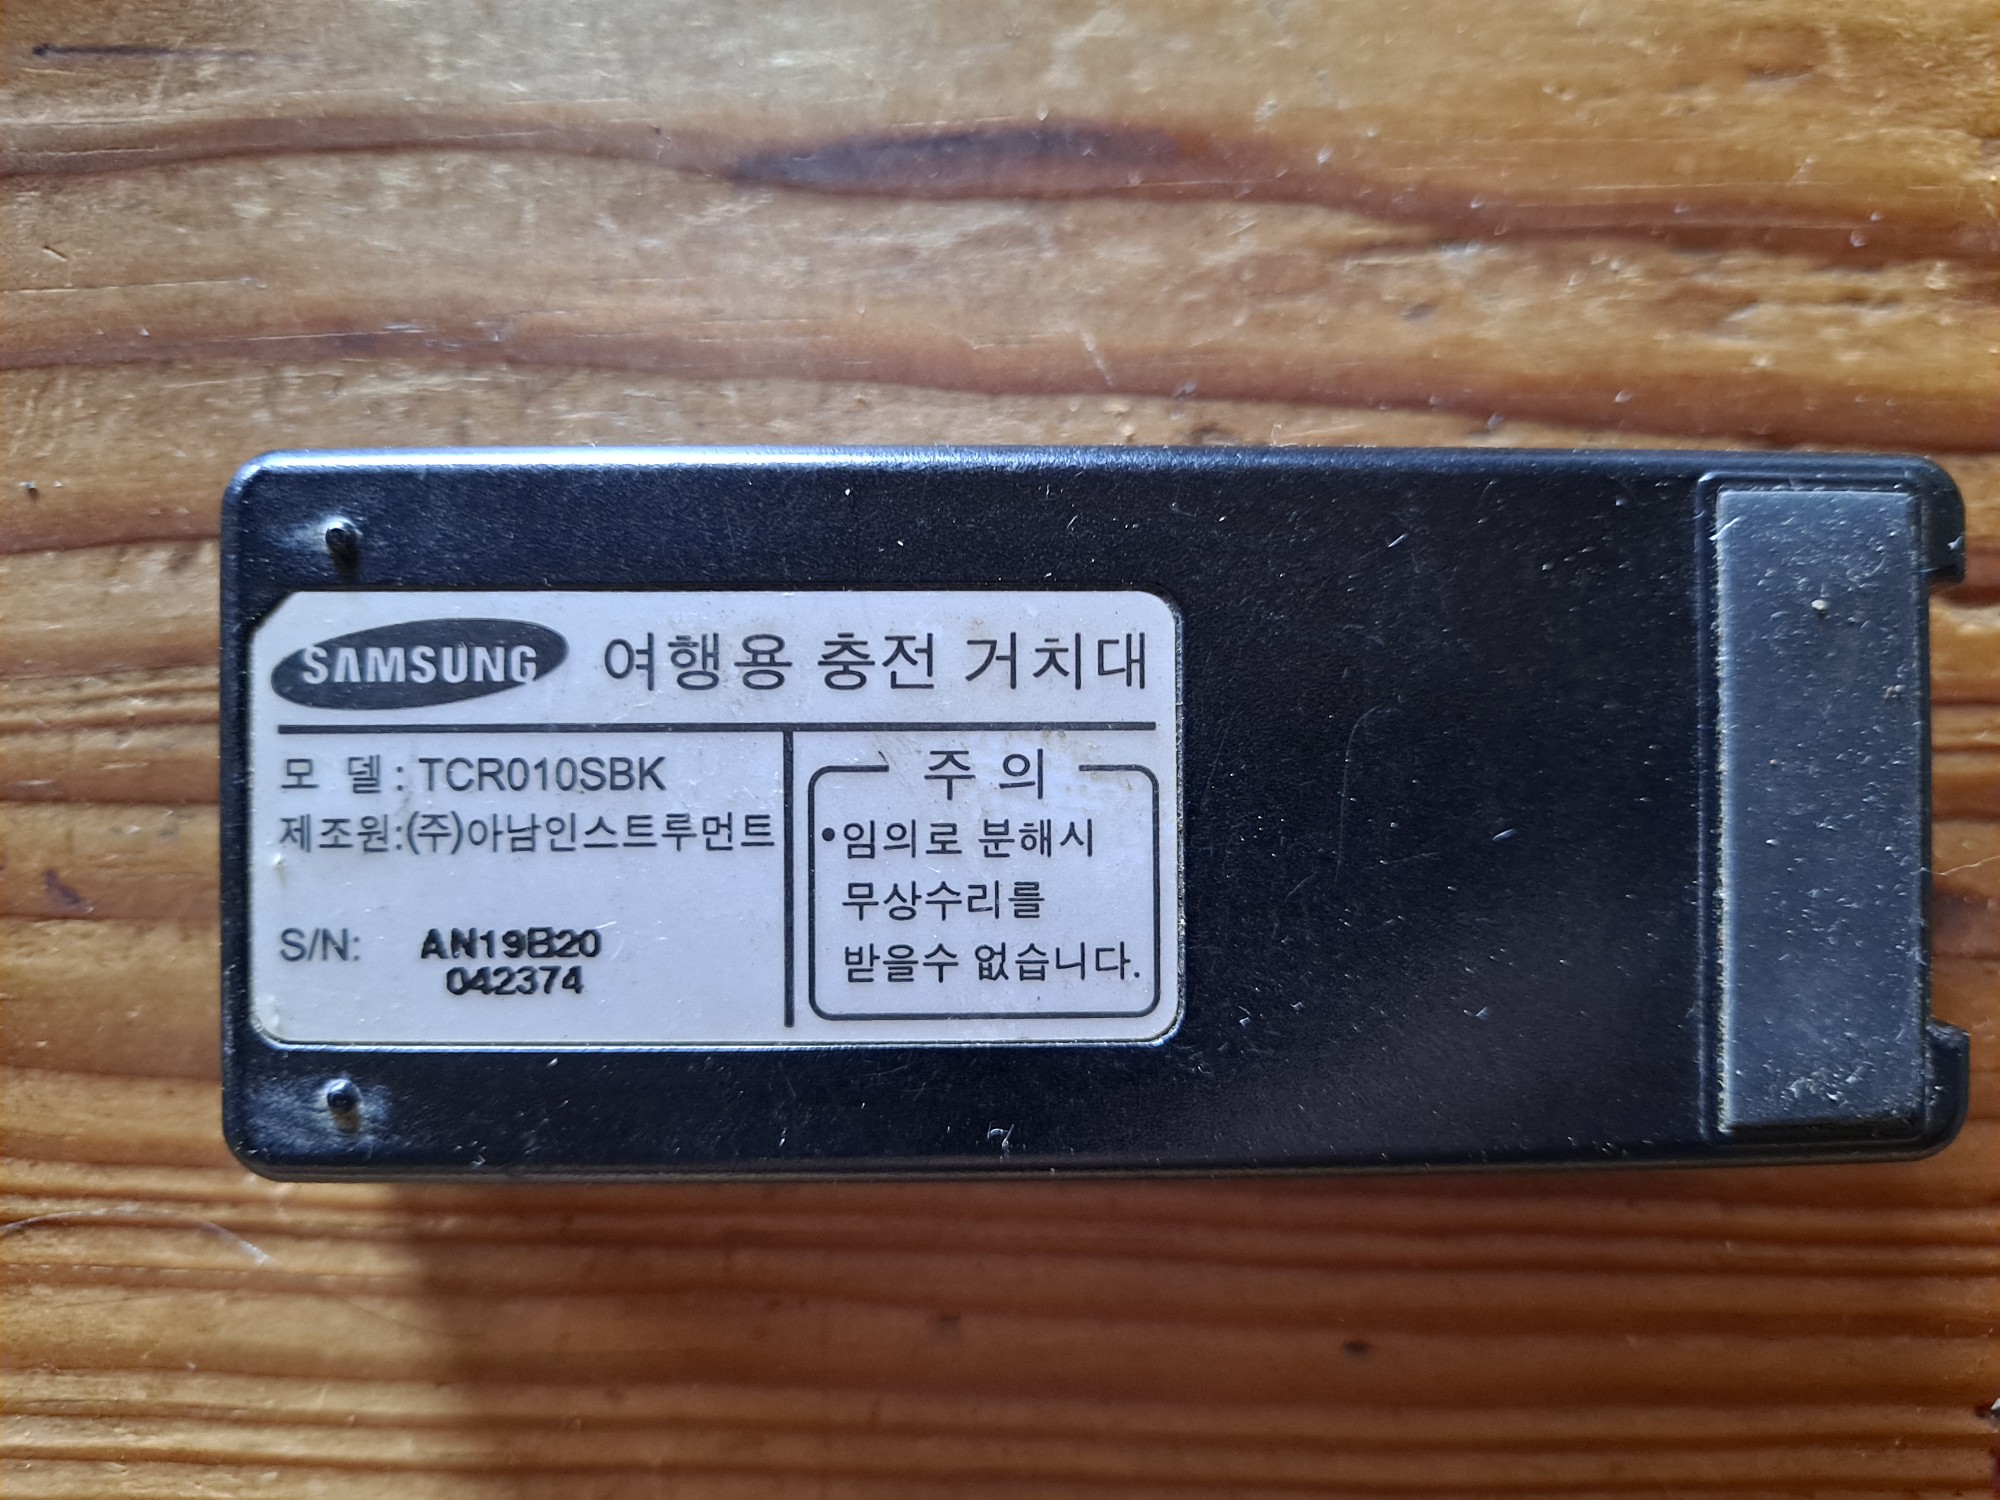 SAMSUNG 여행용 충전 거치대
모 델 : TCR010SBK
제조원:(주)아남인스트루먼트
S/N: AN19B20
042374
주 의
•임의로 분해시
무상수리를
받을수 없습니다.